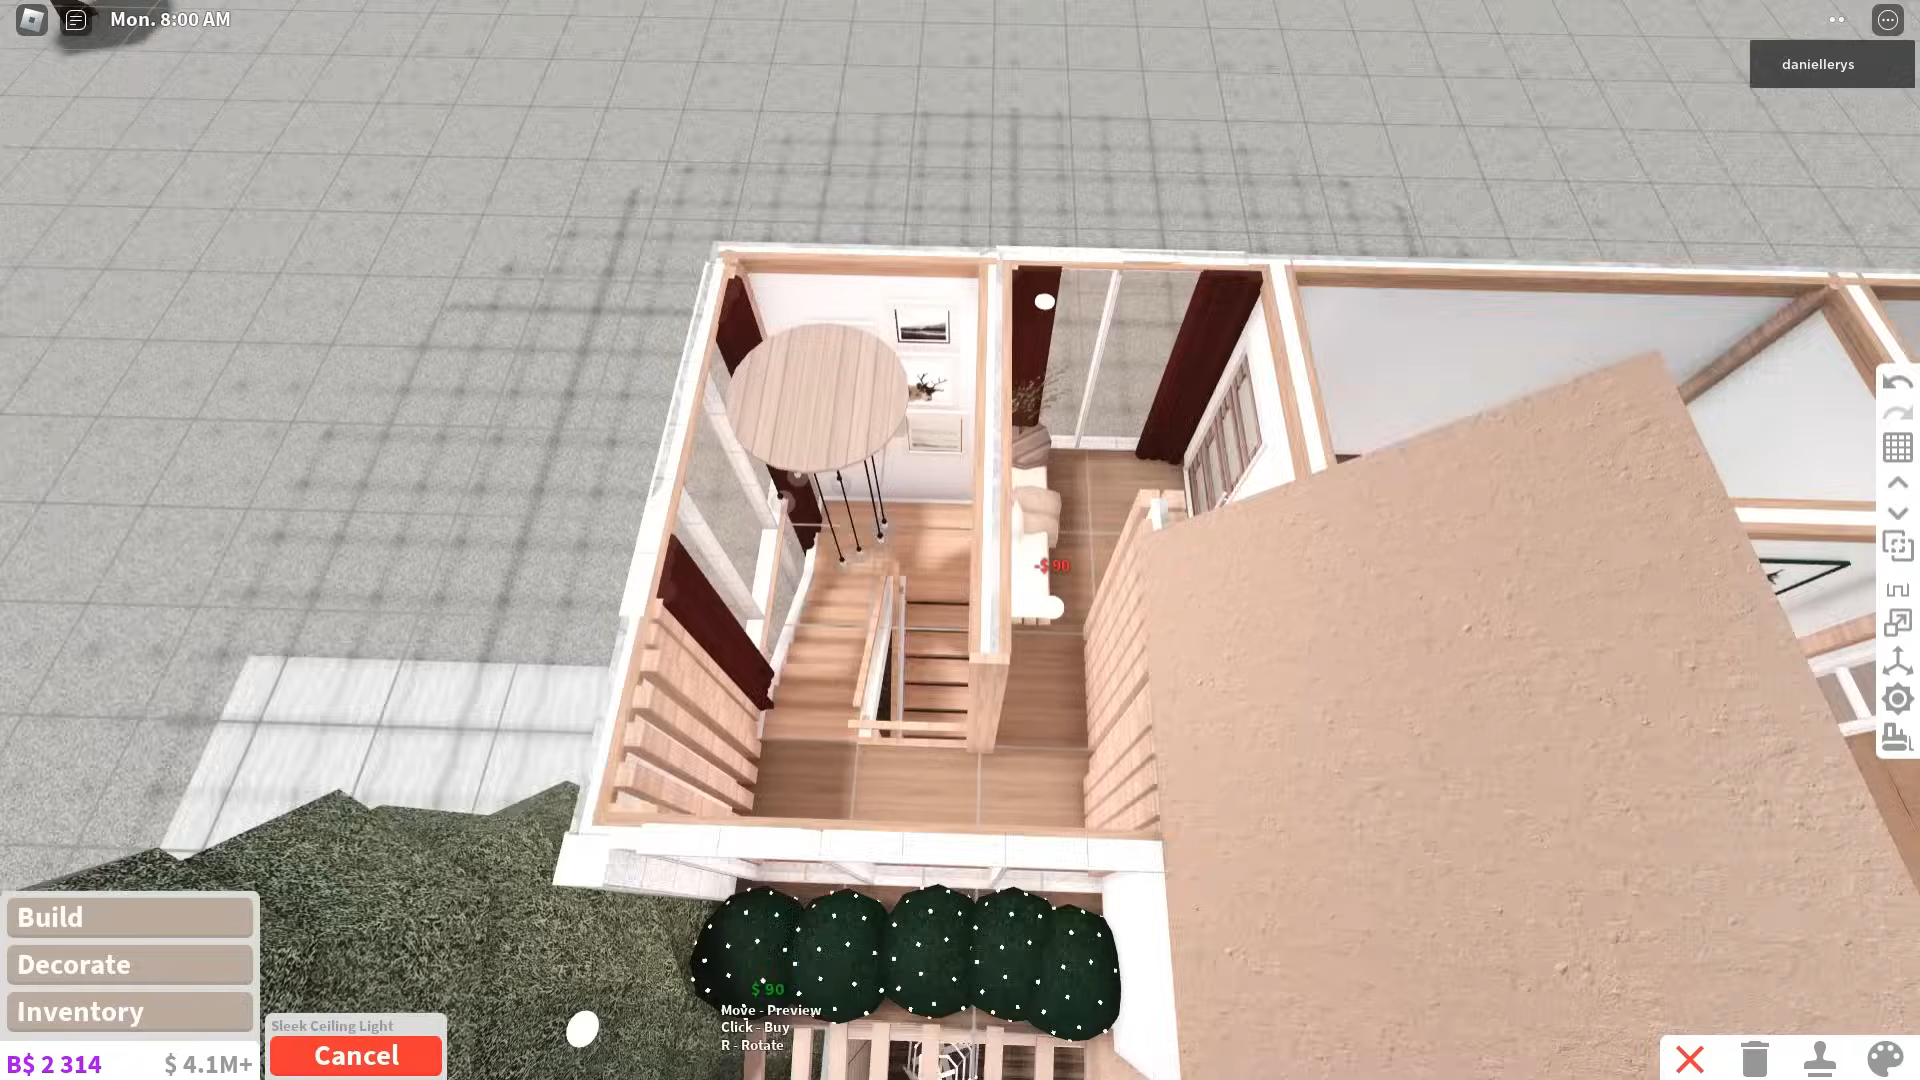 Mon. 8:00 AM
daniellerys
-$ 90
Build
Decorate
Inventory
$ 90
Move - Preview
Click - Buy
R - Rotate
Sleek Ceiling Light
Cancel
B$ 2 314
$ 4.1M+